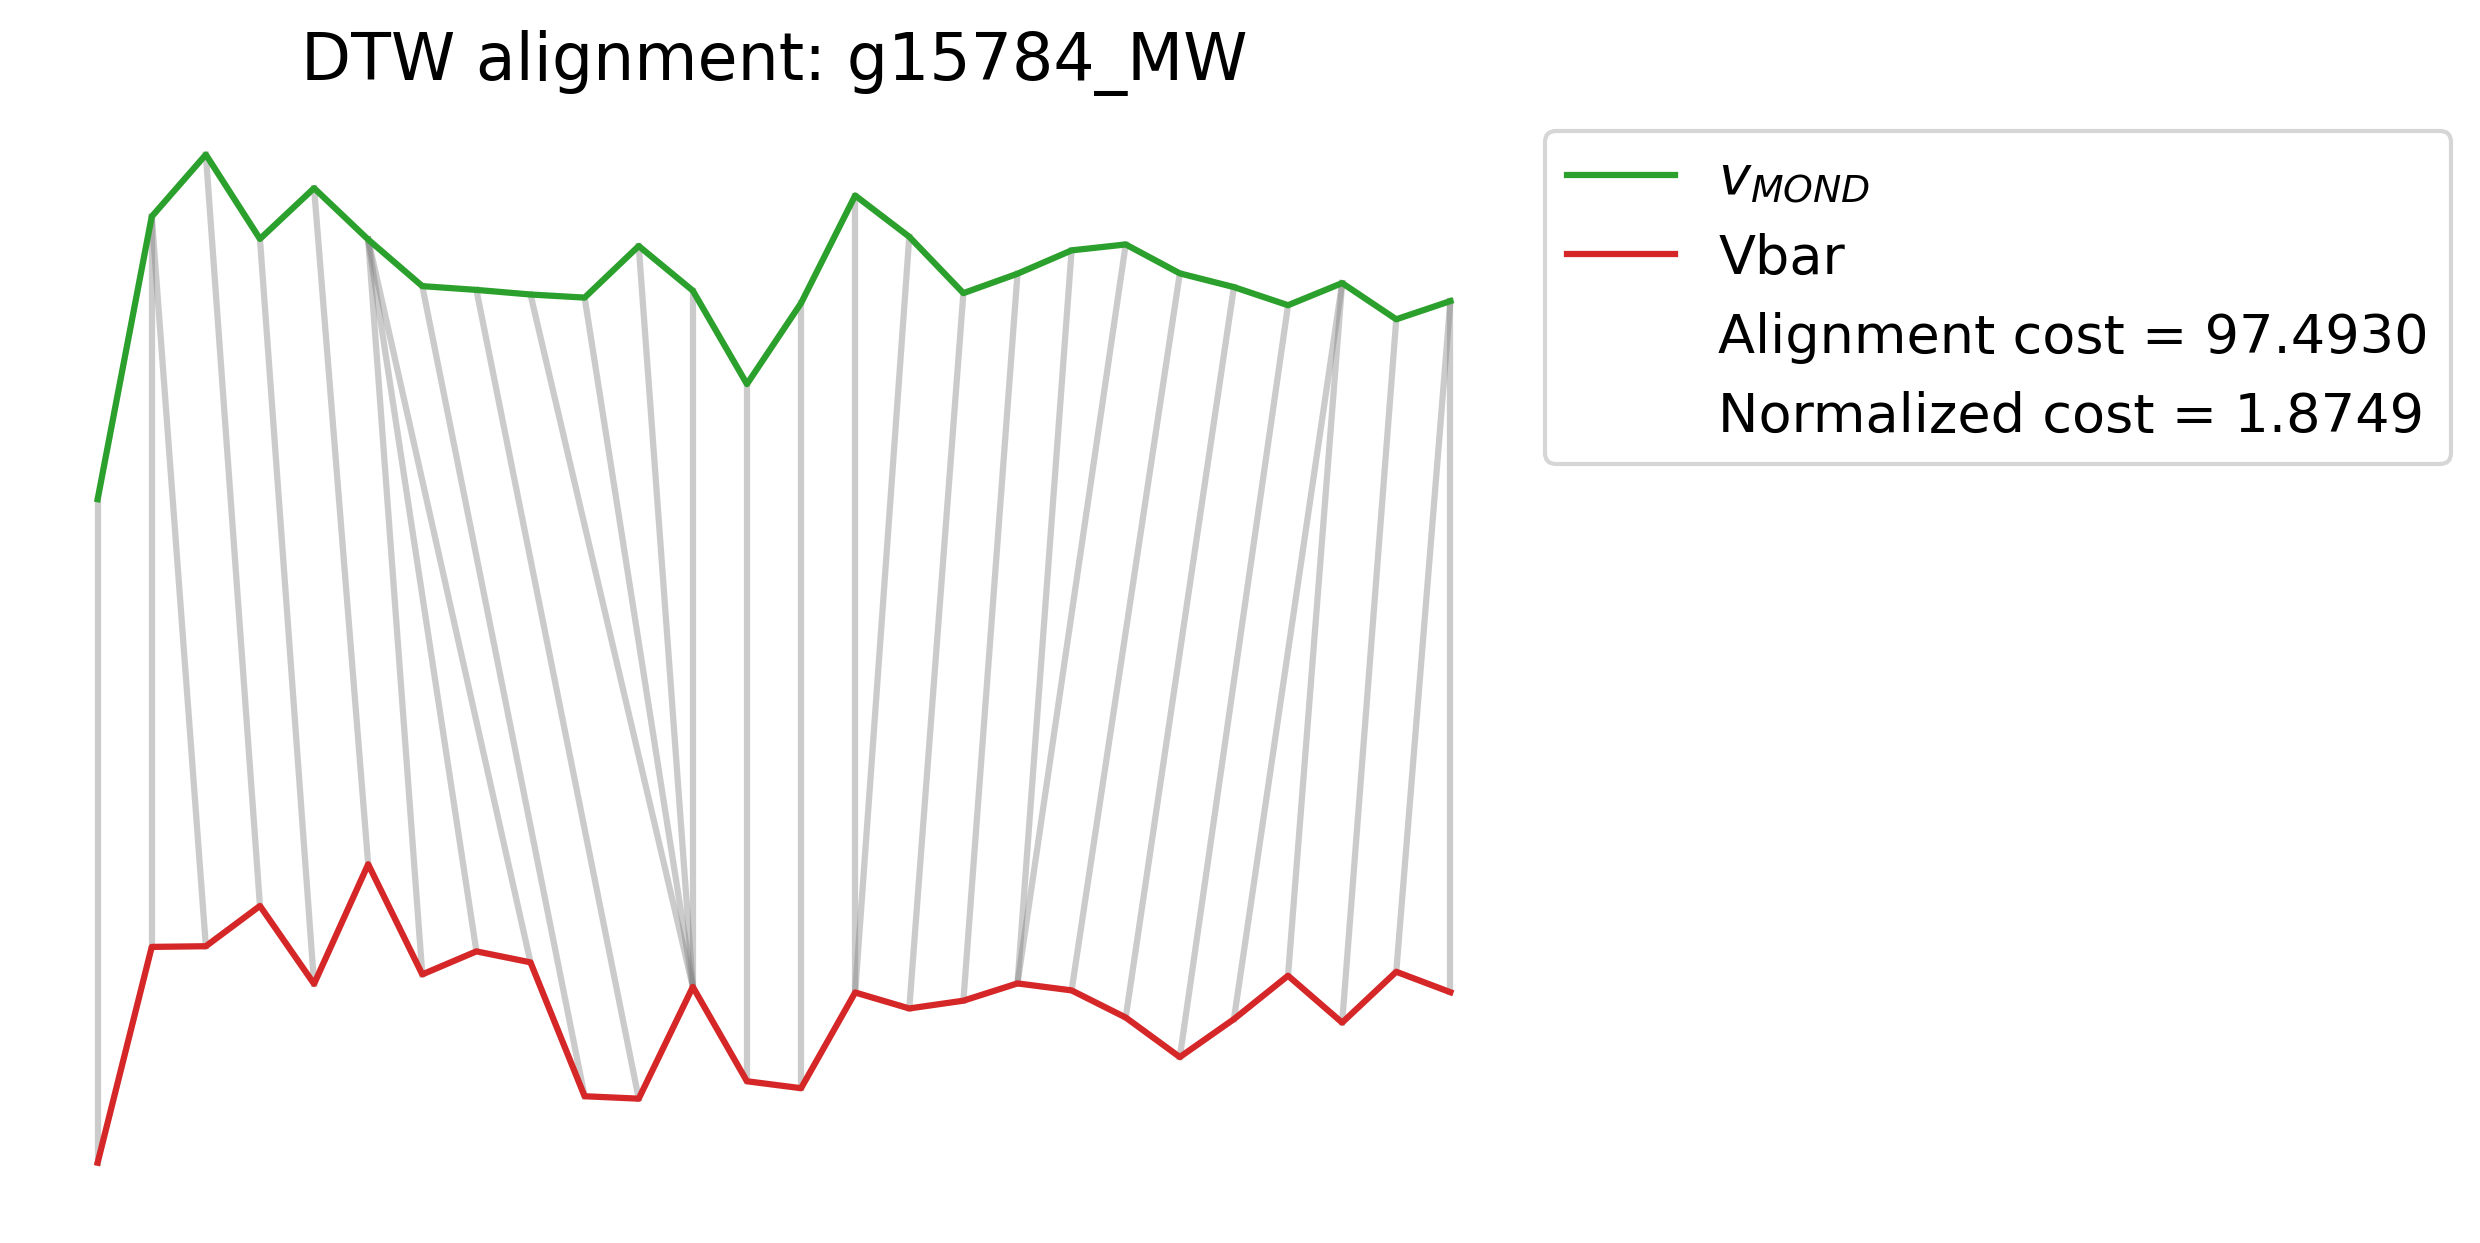 DTW alignment: g15784_MW
v_MOND
Vbar
Alignment cost = 97.4930
Normalized cost = 1.8749